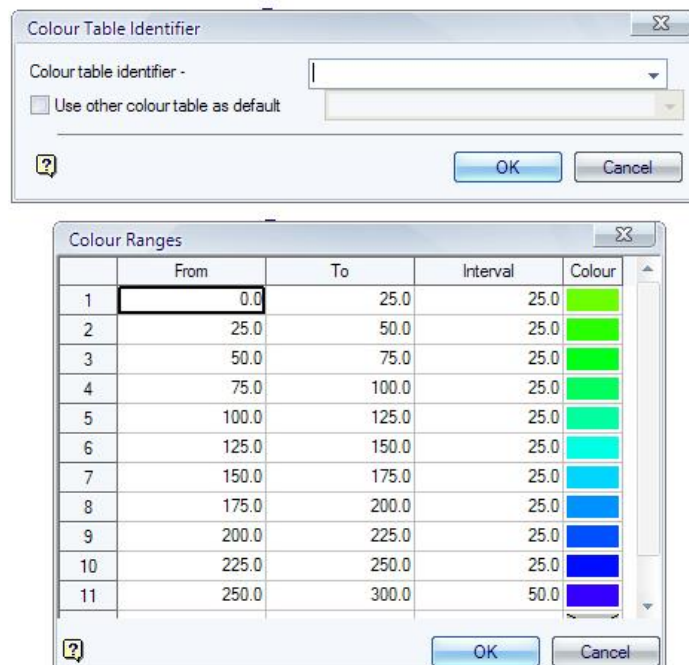 Colour Table Identifier
Colour table identifier -
Use other colour table as default
OK Cancel
Colour Ranges
From To Interval Colour
1 0.0 25.0 25.0
2 25.0 50.0 25.0
3 50.0 75.0 25.0
4 75.0 100.0 25.0
5 100.0 125.0 25.0
6 125.0 150.0 25.0
7 150.0 175.0 25.0
8 175.0 200.0 25.0
9 200.0 225.0 25.0
10 225.0 250.0 25.0
11 250.0 300.0 50.0
OK Cancel